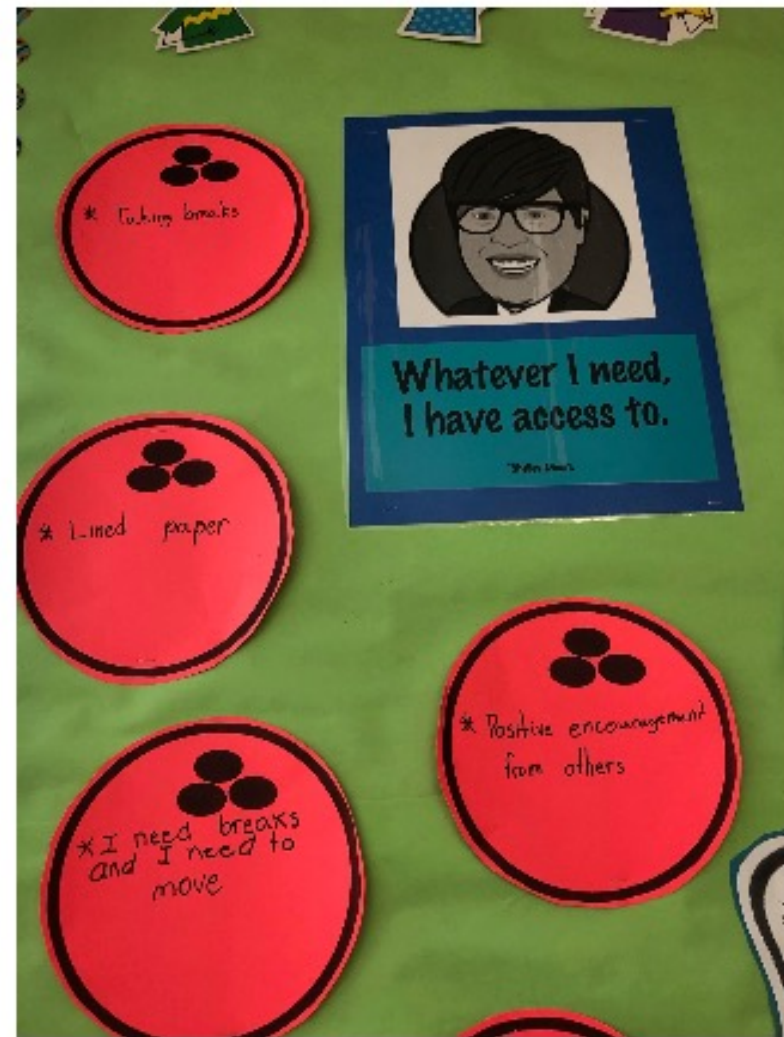 * Taking breaks
Whatever I need,
I have access to.
* Lined paper
* Positive encouragement
from others
* I need breaks
and I need to
move